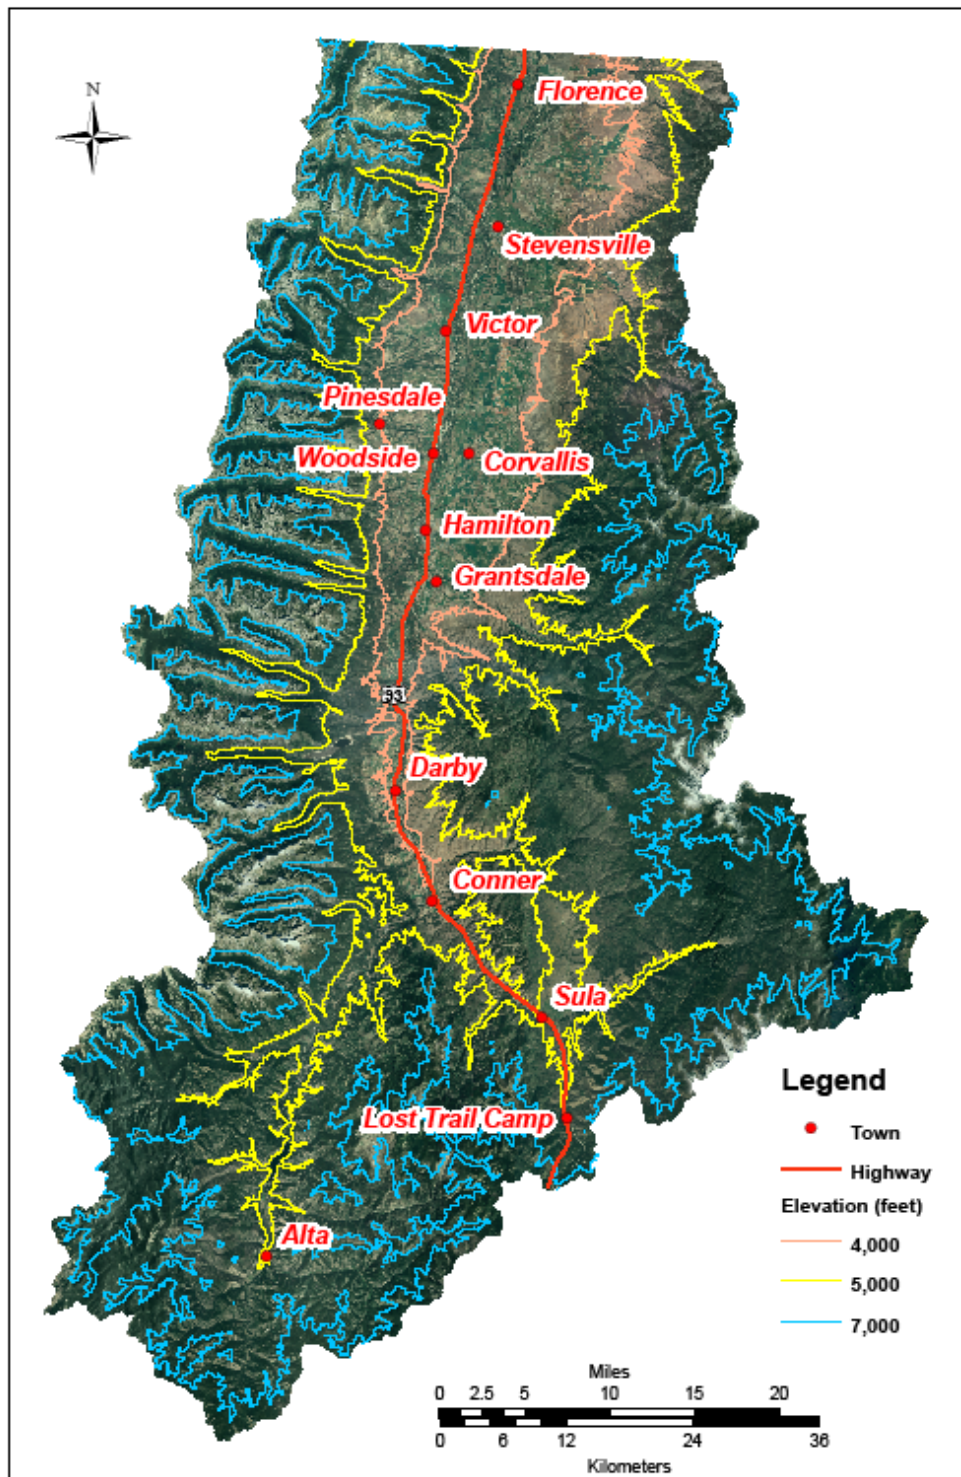 N
Florence
Stevensville
Victor
Pinesdale
Woodside
Corvallis
Hamilton
Grantsdale
93
Darby
Conner
Sula
Lost Trail Camp
Alta
Legend
Town
Highway
Elevation (feet)
4,000
5,000
7,000
Miles
0 2.5 5 10 15 20
0 6 12 24 36
Kilometers